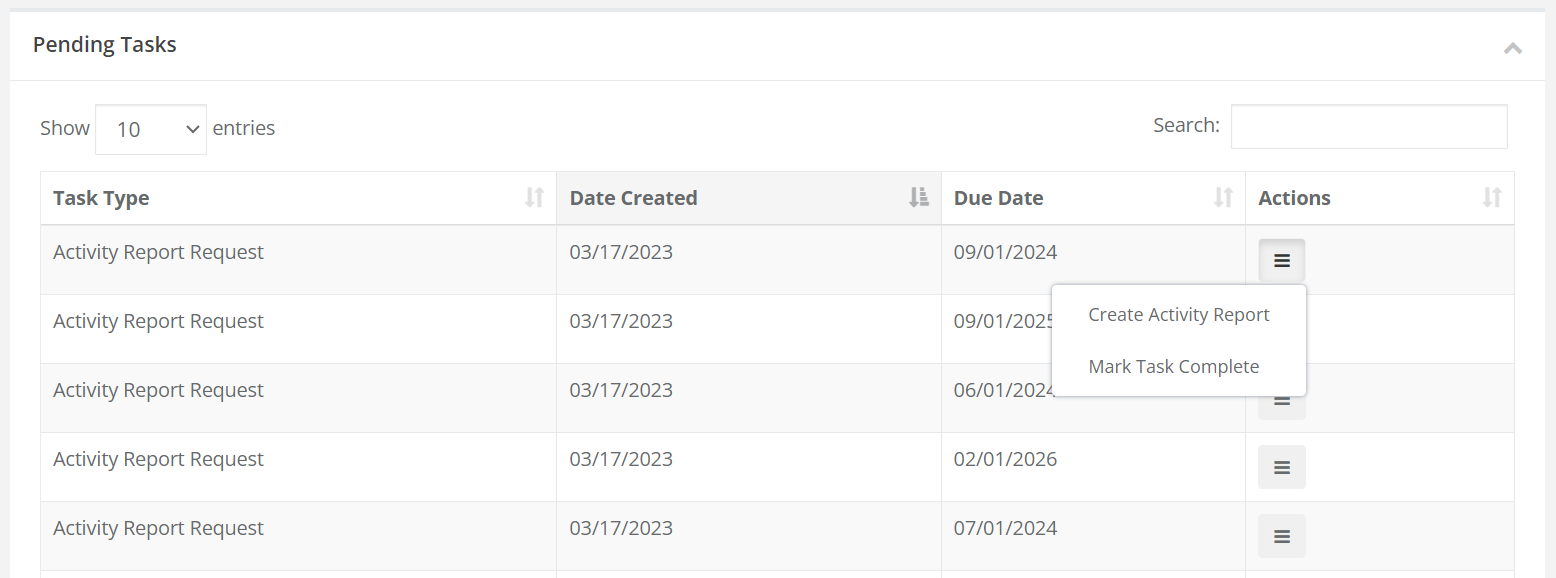 Pending Tasks
Show 10 entries Search:
Task Type Date Created Due Date Actions
Activity Report Request 03/17/2023 09/01/2024
Create Activity Report
Activity Report Request 03/17/2023 09/01/2025
Mark Task Complete
Activity Report Request 03/17/2023 06/01/2024
Activity Report Request 03/17/2023 02/01/2026
Activity Report Request 03/17/2023 07/01/2024